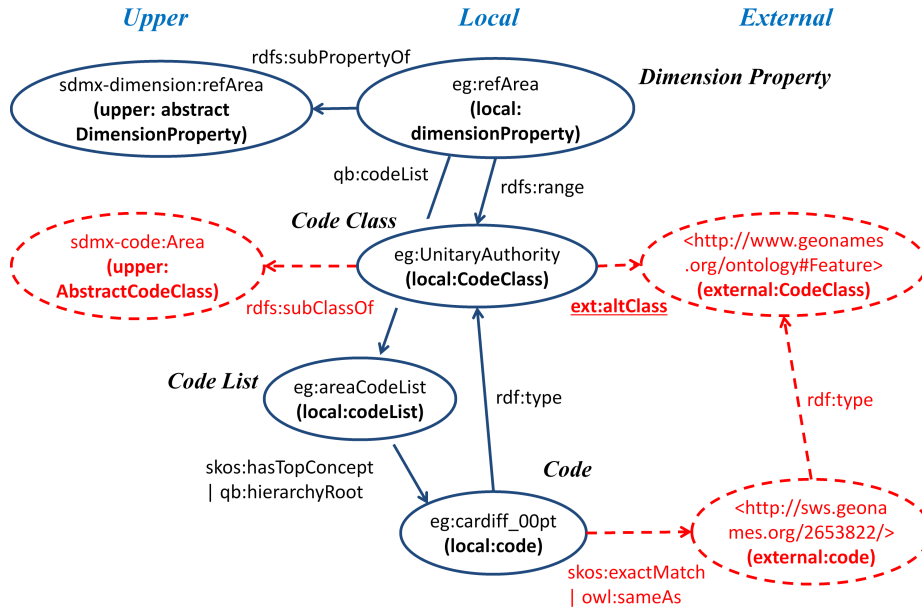 Upper
Local
External
rdfs:subPropertyOf
sdmx-dimension:refArea
(upper: abstract
DimensionProperty)
eg:refArea
(local:
dimensionProperty)
Dimension Property
qb:codeList
rdfs:range
Code Class
sdmx-code:Area
(upper:
AbstractCodeClass)
eg:UnitaryAuthority
(local:CodeClass)
<http://www.geonames
.org/ontology#Feature>
(external:CodeClass)
rdfs:subClassOf
ext:altClass
Code List
eg:areaCodeList
(local:codeList)
rdf:type
rdf:type
skos:hasTopConcept
| qb:hierarchyRoot
Code
eg:cardiff_00pt
(local:code)
<http://sws.geona
mes.org/2653822/>
(external:code)
skos:exactMatch
| owl:sameAs